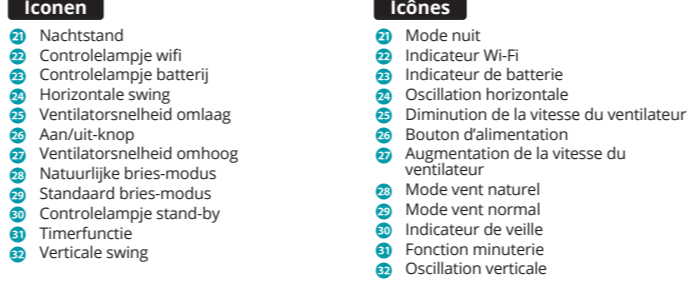 Iconen
21 Nachtstand
22 Controlelampje wifi
23 Controlelampje batterij
24 Horizontale swing
25 Ventilatorsnelheid omlaag
26 Aan/uit-knop
27 Ventilatorsnelheid omhoog
28 Natuurlijke bries-modus
29 Standaard bries-modus
30 Controlelampje stand-by
31 Timerfunctie
32 Verticale swing
Icônes
21 Mode nuit
22 Indicateur Wi-Fi
23 Indicateur de batterie
24 Oscillation horizontale
25 Diminution de la vitesse du ventilateur
26 Bouton d’alimentation
27 Augmentation de la vitesse du
ventilateur
28 Mode vent naturel
29 Mode vent normal
30 Indicateur de veille
31 Fonction minuterie
32 Oscillation verticale